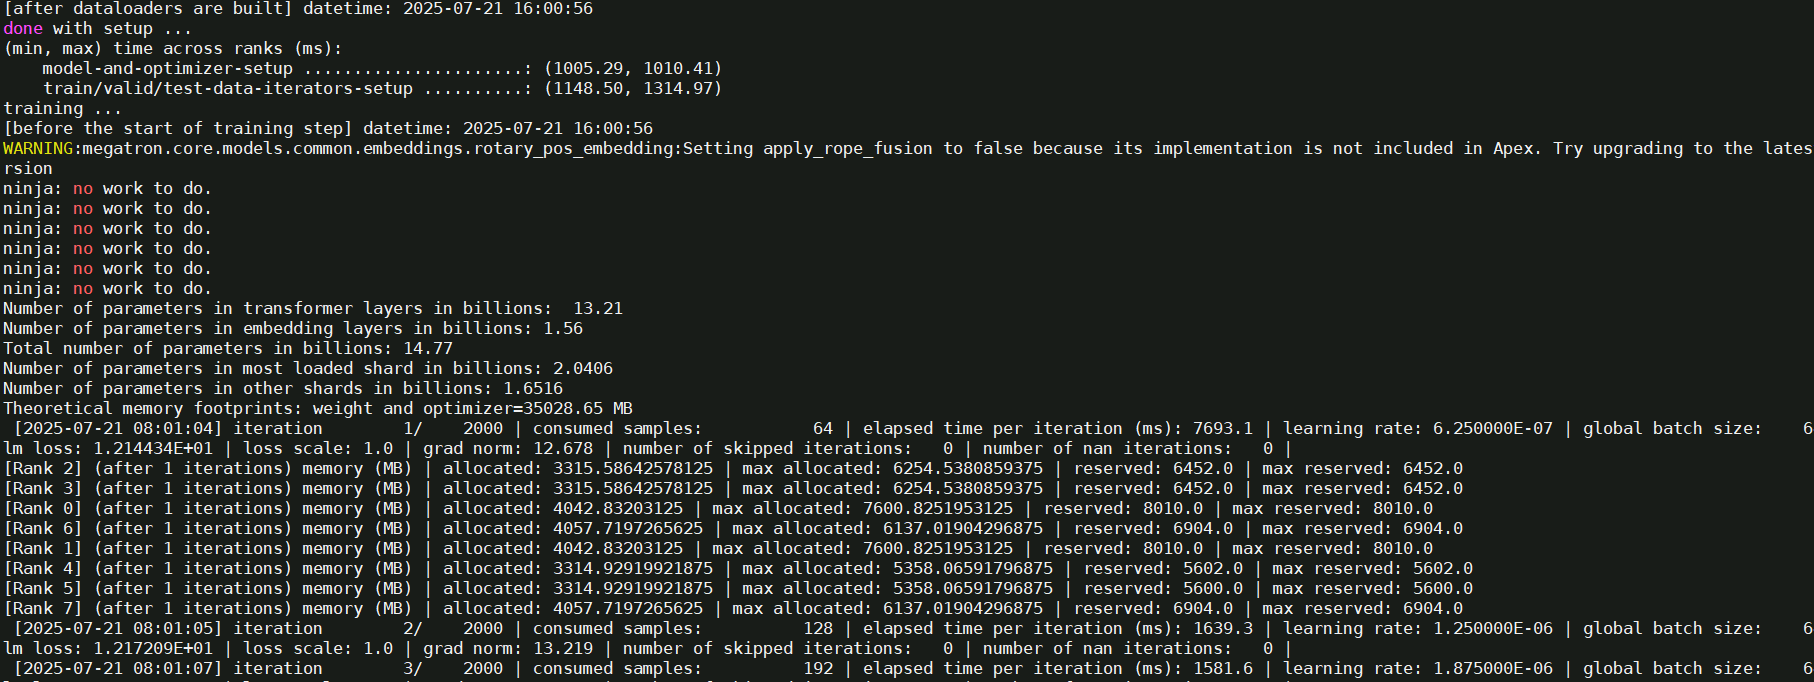 [after dataloaders are built] datetime: 2025-07-21 16:00:56
done with setup ...
(min, max) time across ranks (ms):
    model-and-optimizer-setup ......................: (1005.29, 1010.41)
    train/valid/test-data-iterators-setup ..........: (1148.50, 1314.97)
training ...
[before the start of training step] datetime: 2025-07-21 16:00:56
WARNING:megatron.core.models.common.embeddings.rotary_pos_embedding:Setting apply_rope_fusion to false because its implementation is not included in Apex. Try upgrading to the lates
rsion
ninja: no work to do.
ninja: no work to do.
ninja: no work to do.
ninja: no work to do.
ninja: no work to do.
ninja: no work to do.
Number of parameters in transformer layers in billions:  13.21
Number of parameters in embedding layers in billions: 1.56
Total number of parameters in billions: 14.77
Number of parameters in most loaded shard in billions: 2.0406
Number of parameters in other shards in billions: 1.6516
Theoretical memory footprints: weight and optimizer=35028.65 MB
 [2025-07-21 08:01:04] iteration        1/    2000 | consumed samples:           64 | elapsed time per iteration (ms): 7693.1 | learning rate: 6.250000E-07 | global batch size:    6
lm loss: 1.214434E+01 | loss scale: 1.0 | grad norm: 12.678 | number of skipped iterations:   0 | number of nan iterations:   0 |
[Rank 2] (after 1 iterations) memory (MB) | allocated: 3315.58642578125 | max allocated: 6254.5380859375 | reserved: 6452.0 | max reserved: 6452.0
[Rank 3] (after 1 iterations) memory (MB) | allocated: 3315.58642578125 | max allocated: 6254.5380859375 | reserved: 6452.0 | max reserved: 6452.0
[Rank 0] (after 1 iterations) memory (MB) | allocated: 4042.83203125 | max allocated: 7600.8251953125 | reserved: 8010.0 | max reserved: 8010.0
[Rank 6] (after 1 iterations) memory (MB) | allocated: 4057.7197265625 | max allocated: 6137.01904296875 | reserved: 6904.0 | max reserved: 6904.0
[Rank 1] (after 1 iterations) memory (MB) | allocated: 4042.83203125 | max allocated: 7600.8251953125 | reserved: 8010.0 | max reserved: 8010.0
[Rank 4] (after 1 iterations) memory (MB) | allocated: 3314.92919921875 | max allocated: 5358.06591796875 | reserved: 5602.0 | max reserved: 5602.0
[Rank 5] (after 1 iterations) memory (MB) | allocated: 3314.92919921875 | max allocated: 5358.06591796875 | reserved: 5600.0 | max reserved: 5600.0
[Rank 7] (after 1 iterations) memory (MB) | allocated: 4057.7197265625 | max allocated: 6137.01904296875 | reserved: 6904.0 | max reserved: 6904.0
 [2025-07-21 08:01:05] iteration        2/    2000 | consumed samples:          128 | elapsed time per iteration (ms): 1639.3 | learning rate: 1.250000E-06 | global batch size:    6
lm loss: 1.217209E+01 | loss scale: 1.0 | grad norm: 13.219 | number of skipped iterations:   0 | number of nan iterations:   0 |
 [2025-07-21 08:01:07] iteration        3/    2000 | consumed samples:          192 | elapsed time per iteration (ms): 1581.6 | learning rate: 1.875000E-06 | global batch size:    6